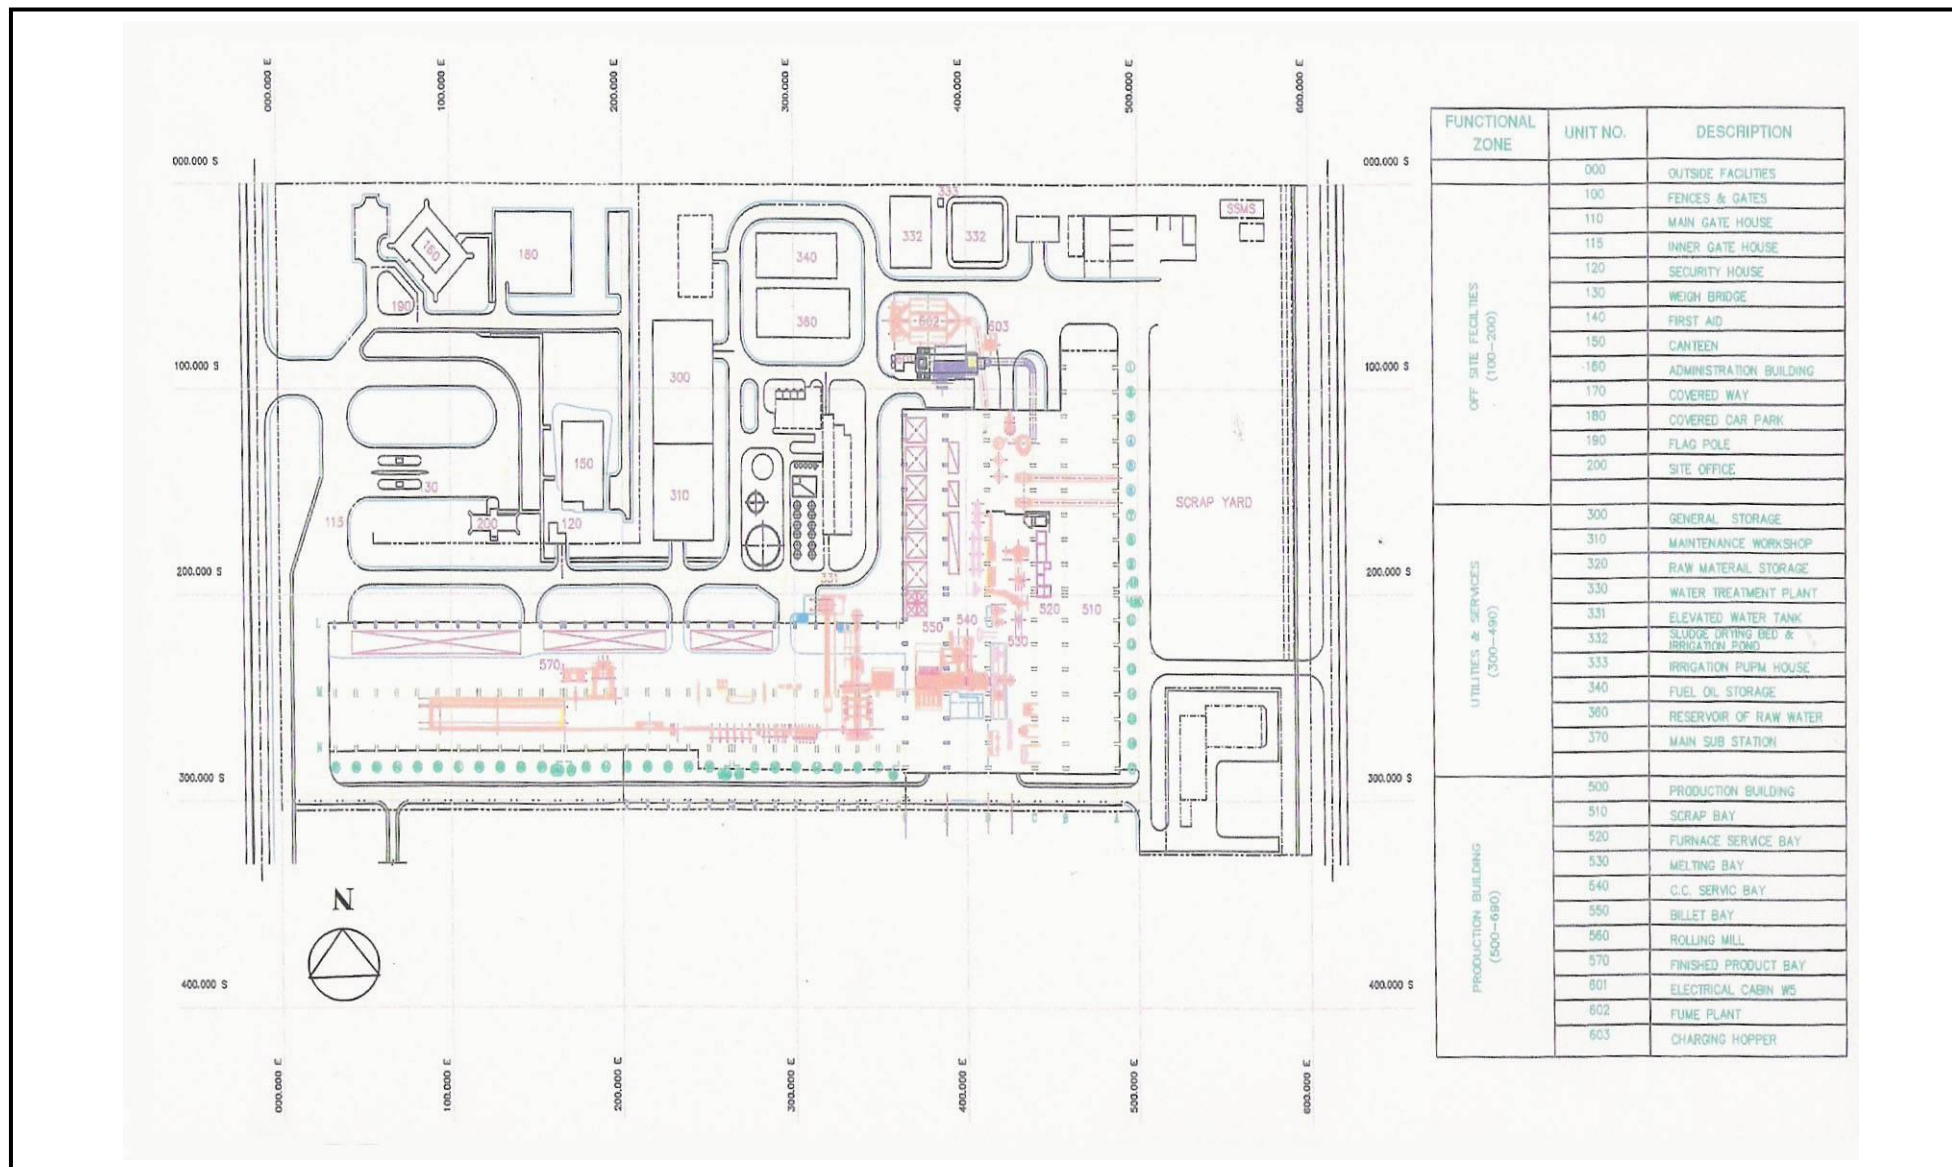 000.000 E
100.000 E
200.000 E
300.000 E
400.000 E
500.000 E
600.000 E
000.000 S
000.000 S
333
SSMS
332
332
160
180
340
190
360
602
603
100.000 S
100.000 S
300
150
310
SCRAP YARD
130
115
200
120
200.000 S
200.000 S
331
520
510
550
540
530
570
300.000 S
300.000 S
N
400.000 S
400.000 S
000.000 E
100.000 E
200.000 E
300.000 E
400.000 E
500.000 E
600.000 E
FUNCTIONAL ZONE UNIT NO. DESCRIPTION
000 OUTSIDE FACILITIES
OFF SITE FECILITIES
(100-200)
100 FENCES & GATES
110 MAIN GATE HOUSE
115 INNER GATE HOUSE
120 SECURITY HOUSE
130 WEIGH BRIDGE
140 FIRST AID
150 CANTEEN
160 ADMINISTRATION BUILDING
170 COVERED WAY
180 COVERED CAR PARK
190 FLAG POLE
200 SITE OFFICE
UTILITIES & SERVICES
(300-490)
300 GENERAL STORAGE
310 MAINTENANCE WORKSHOP
320 RAW MATERAIL STORAGE
330 WATER TREATMENT PLANT
331 ELEVATED WATER TANK
332 SLUDGE DRYING BED & IRRIGATION POND
333 IRRIGATION PUPM HOUSE
340 FUEL OIL STORAGE
360 RESERVOIR OF RAW WATER
370 MAIN SUB STATION
PRODUCTION BUILDING
(500-690)
500 PRODUCTION BUILDING
510 SCRAP BAY
520 FURNACE SERVICE BAY
530 MELTING BAY
540 C.C. SERVIC BAY
550 BILLET BAY
560 ROLLING MILL
570 FINISHED PRODUCT BAY
601 ELECTRICAL CABIN W5
602 FUME PLANT
603 CHARGING HOPPER